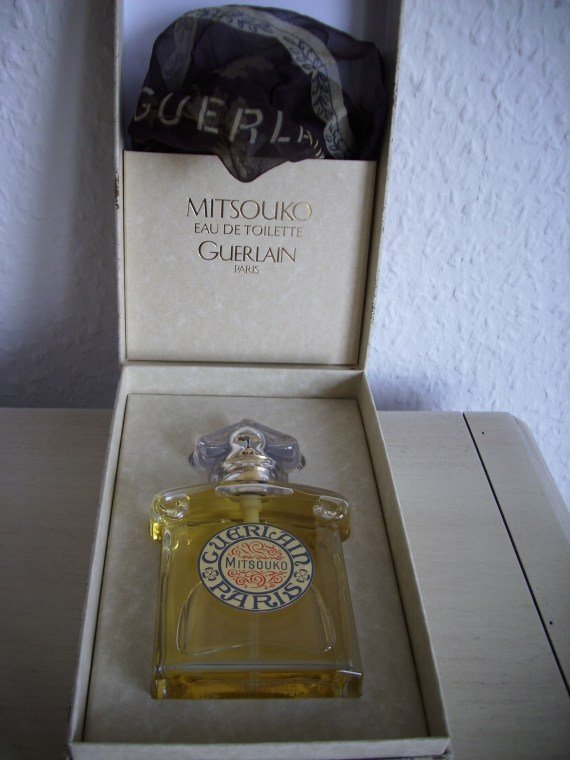 GUERLAIN
MITSOUKO
EAU DE TOILETTE
GUERLAIN
PARIS
GUERLAIN
MITSOUKO
PARIS